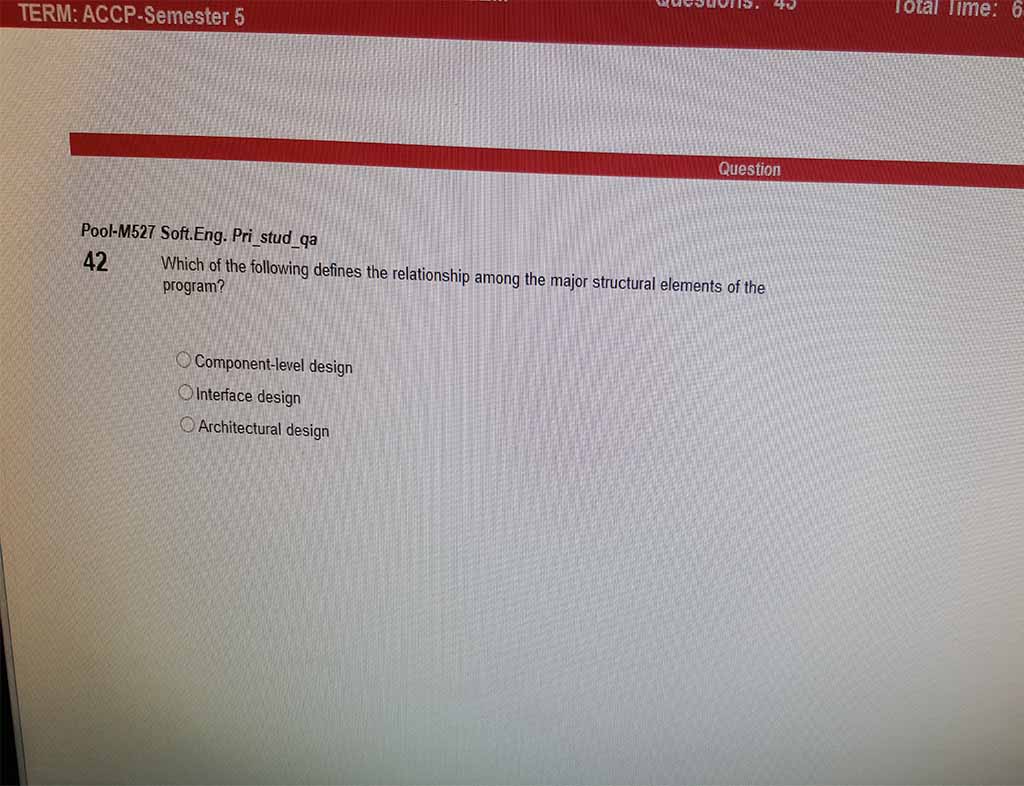 TERM: ACCP-Semester 5
Questions: 45
Total Time: 6
Question
Pool-M527 Soft.Eng. Pri_stud_qa
42
Which of the following defines the relationship among the major structural elements of the
program?
Component-level design
Interface design
Architectural design